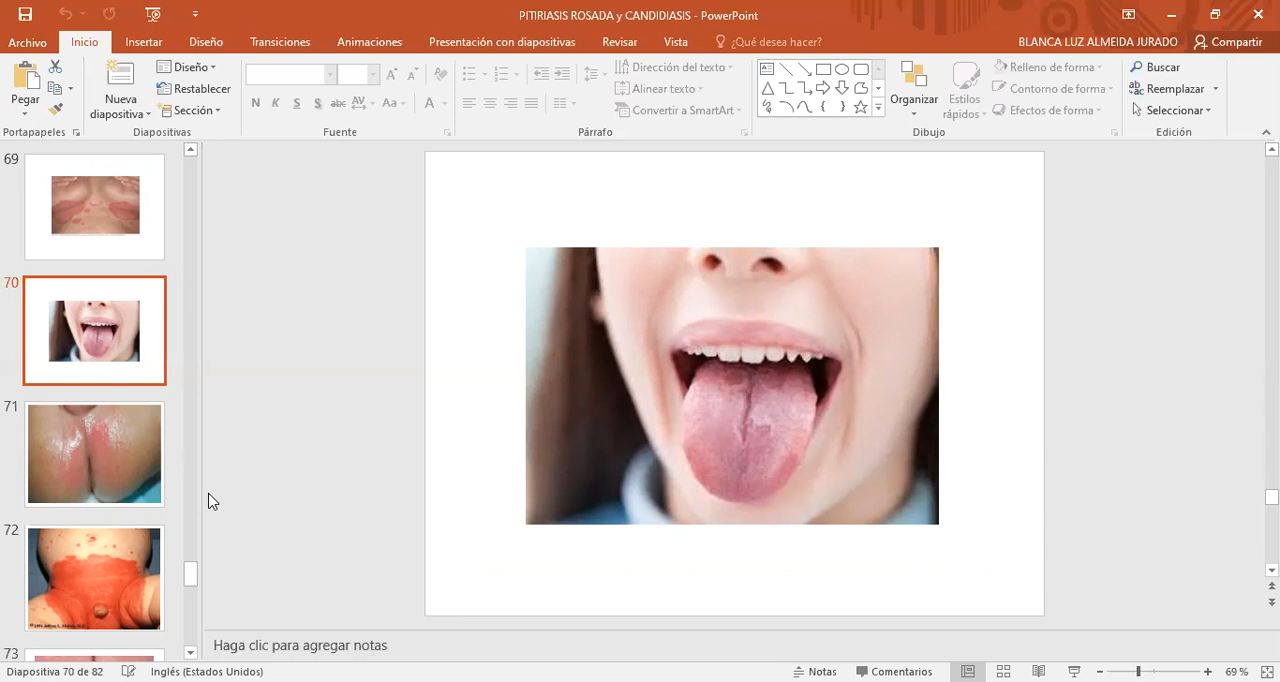 PITIRIASIS ROSADA y CANDIDIASIS - PowerPoint
Archivo Inicio Insertar Diseño Transiciones Animaciones Presentación con diapositivas Revisar Vista ¿Qué desea hacer? BLANCA LUZ ALMEIDA JURADO Compartir
Pegar
Portapapeles
Nueva diapositiva
Diseño
Restablecer
Sección
Diapositivas
N K S S abc AV Aa A
Fuente
Dirección del texto
Alinear texto
Convertir a SmartArt
Párrafo
Organizar
Estilos rápidos
Relleno de forma
Contorno de forma
Efectos de forma
Dibujo
Buscar
Reemplazar
Seleccionar
Edición
69
70
71
72
73
Haga clic para agregar notas
Diapositiva 70 de 82 Inglés (Estados Unidos) Notas Comentarios 69 %